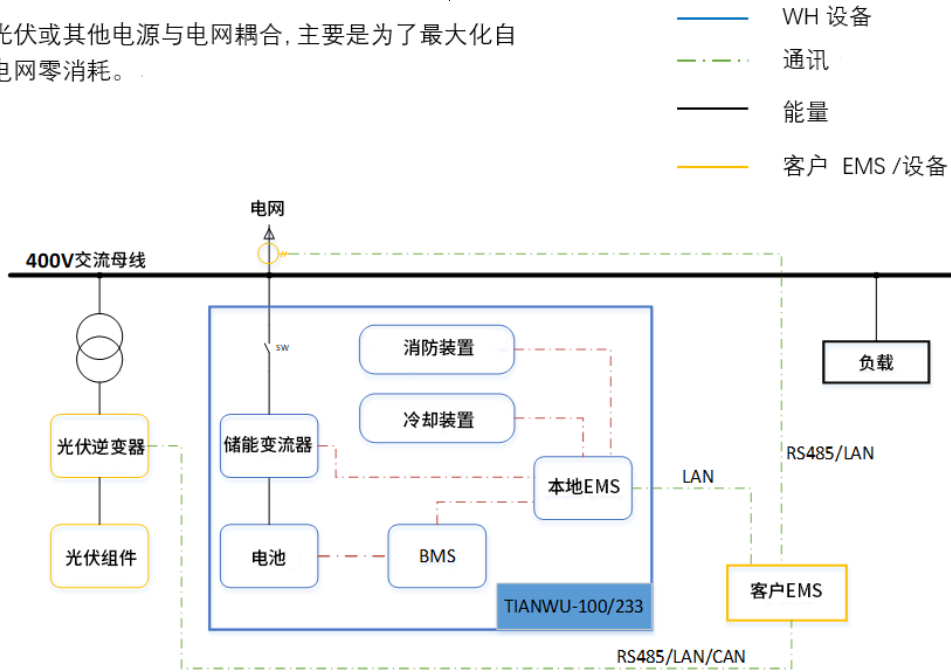 光伏或其他电源与电网耦合, 主要是为了最大化自
电网零消耗。
WH 设备
通讯
能量
客户 EMS /设备
电网
400V交流母线
SW
消防装置
负载
冷却装置
光伏逆变器
储能变流器
RS485/LAN
本地EMS
LAN
光伏组件
电池
BMS
客户EMS
TIANWU-100/233
RS485/LAN/CAN